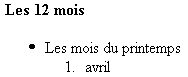 Les 12 mois
• Les mois du printemps
1. avril